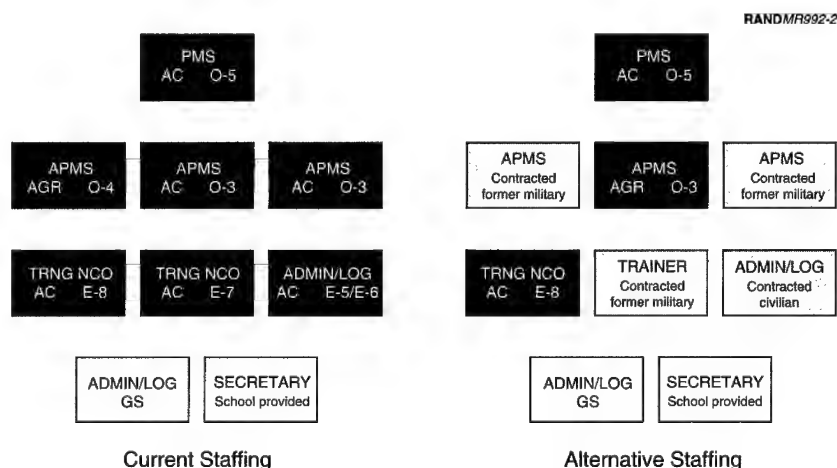 RANDMR992-2
PMS
AC O-5
APMS
AGR O-4
APMS
AC O-3
APMS
AC O-3
TRNG NCO
AC E-8
TRNG NCO
AC E-7
ADMIN/LOG
AC E-5/E-6
ADMIN/LOG
GS
SECRETARY
School provided
Current Staffing
PMS
AC O-5
APMS
Contracted
former military
APMS
AGR O-3
APMS
Contracted
former military
TRNG NCO
AC E-8
TRAINER
Contracted
former military
ADMIN/LOG
Contracted
civilian
ADMIN/LOG
GS
SECRETARY
School provided
Alternative Staffing